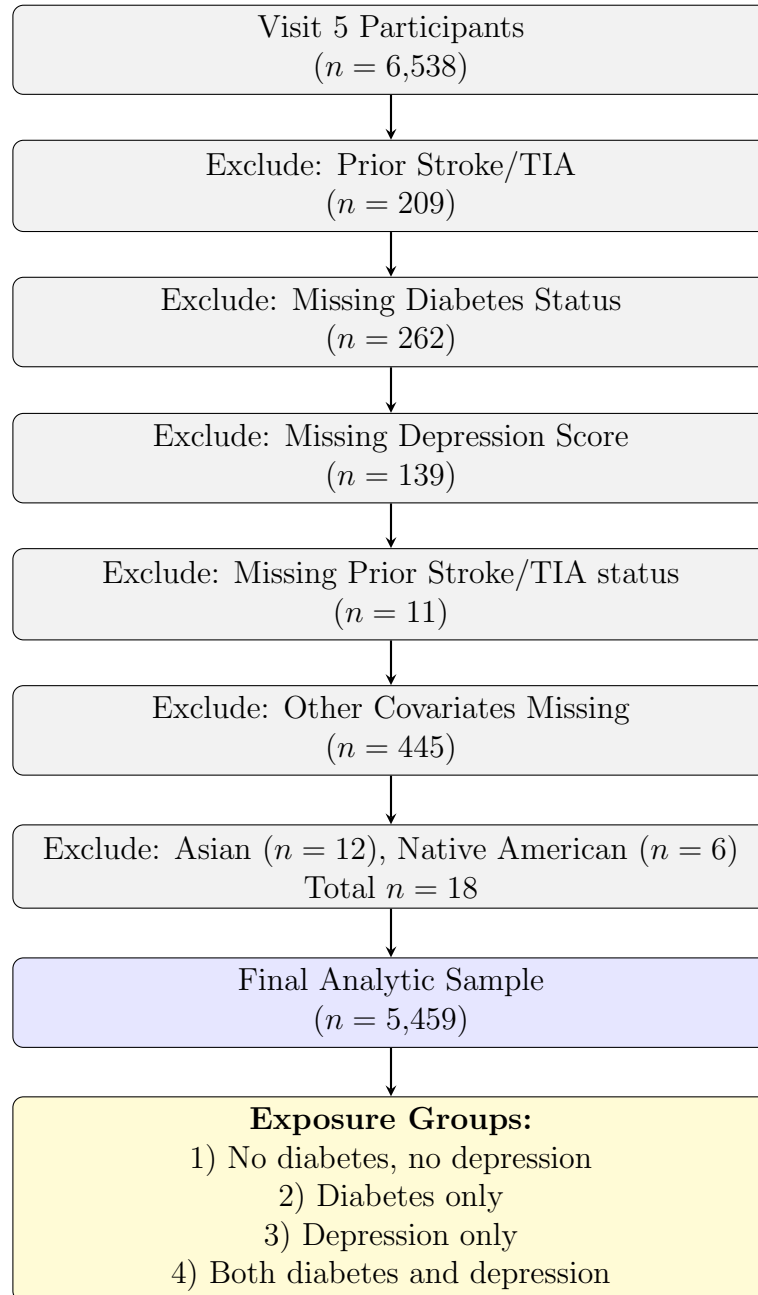 Visit 5 Participants
(n = 6,538)
Exclude: Prior Stroke/TIA
(n = 209)
Exclude: Missing Diabetes Status
(n = 262)
Exclude: Missing Depression Score
(n = 139)
Exclude: Missing Prior Stroke/TIA status
(n = 11)
Exclude: Other Covariates Missing
(n = 445)
Exclude: Asian (n = 12), Native American (n = 6)
Total n = 18
Final Analytic Sample
(n = 5,459)
Exposure Groups:
1) No diabetes, no depression
2) Diabetes only
3) Depression only
4) Both diabetes and depression